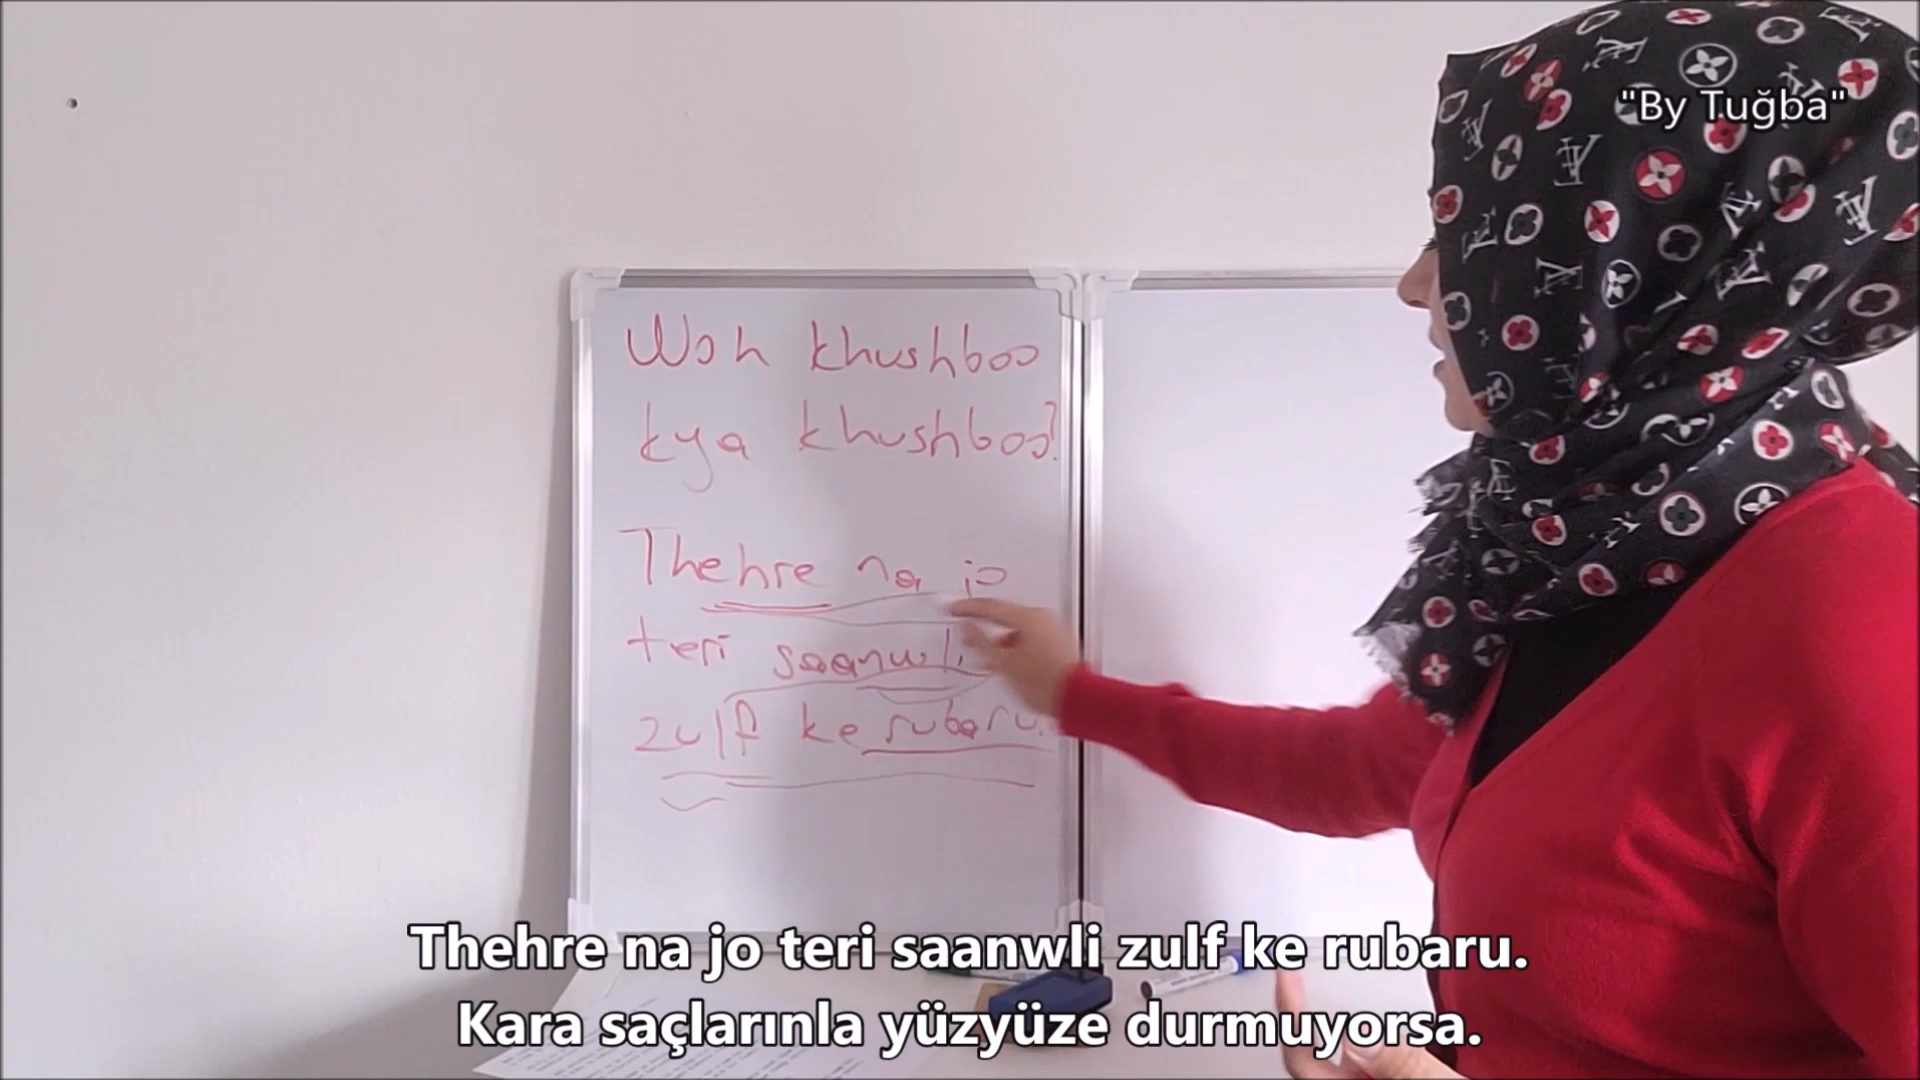 "By Tuğba"
Woh khushboo
kya khushboo?
Thehre na jo
teri saanwli
zulf ke rubaru.
Thehre na jo teri saanwli zulf ke rubaru.
Kara saçlarınla yüzyüze durmuyorsa.